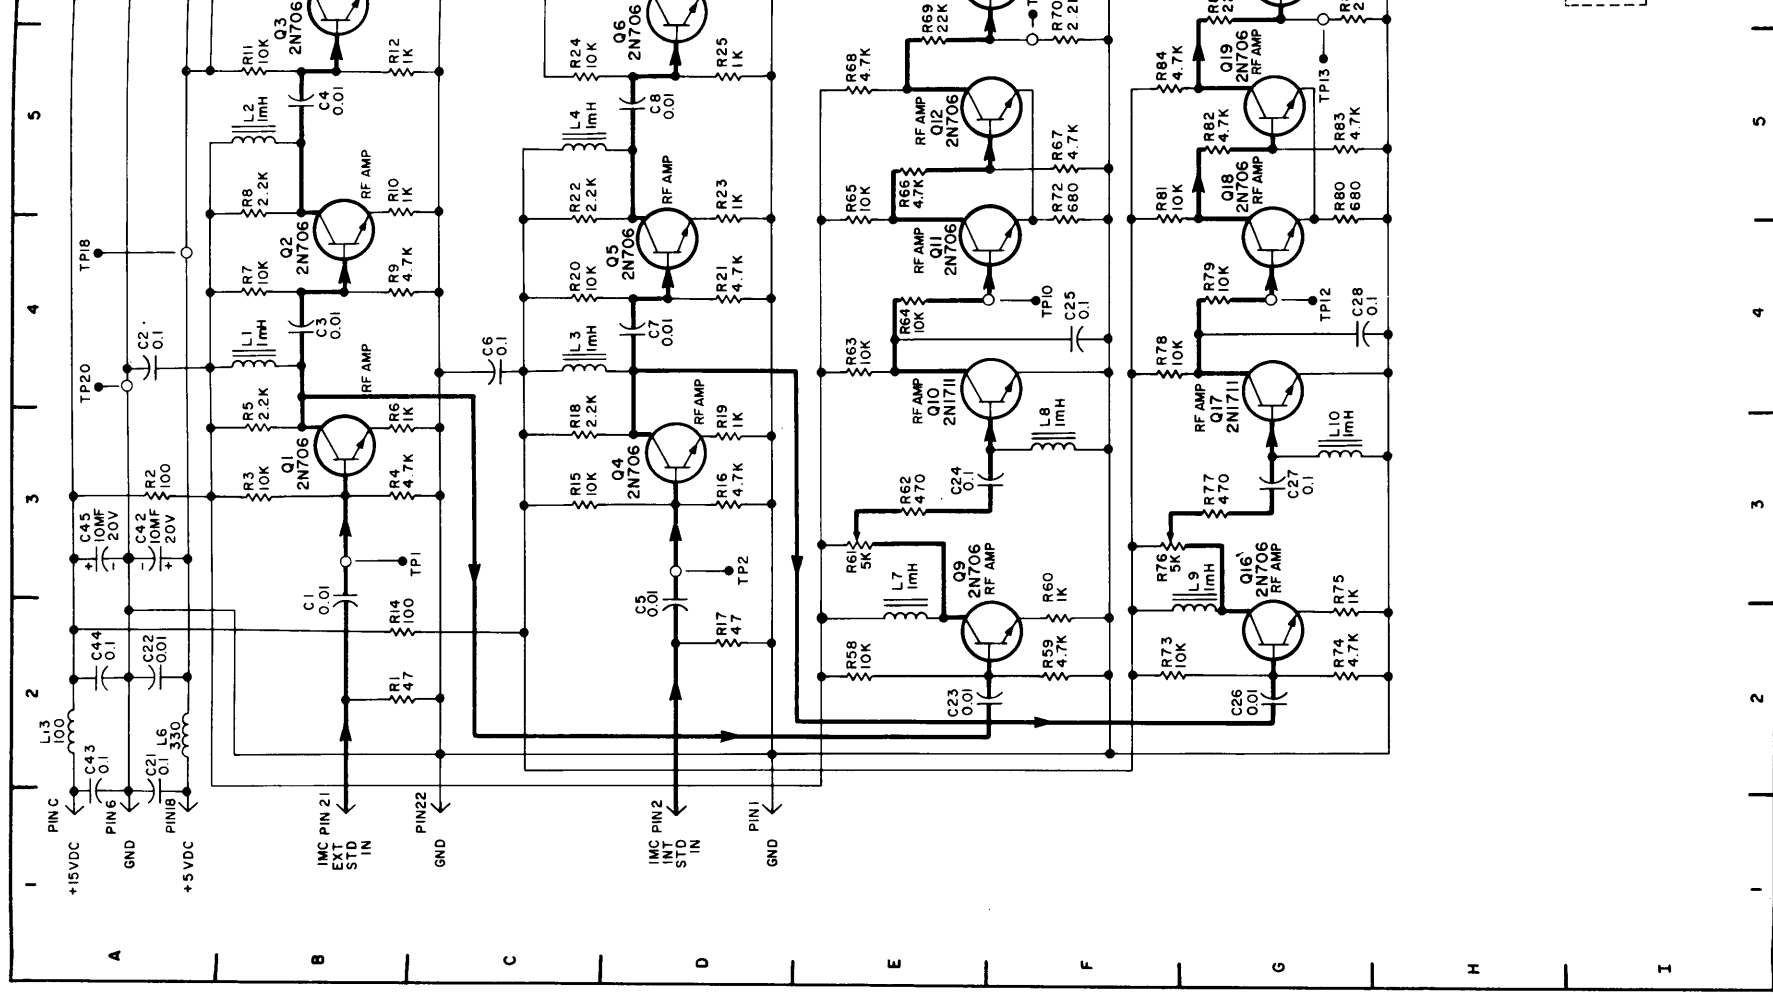 Q3
2N706
R11
10K
R12
1K
L2
1mH
C4
0.01
R8
2.2K
Q2
2N706
RF AMP
R10
1K
R7
10K
R9
4.7K
TP18
C2
0.1
TP20
L1
1mH
C3
0.01
RF AMP
R5
2.2K
Q1
2N706
R6
1K
R2
100
R3
10K
R4
4.7K
C45
10MF
20V
C42
10MF
20V
+
-
-
+
TP1
C1
0.01
R14
100
C44
0.1
C22
0.01
R1
47
L13
100
L6
330
C43
0.1
C21
0.1
PIN C
+15VDC
PIN 6
GND
PIN18
+5VDC
IMC PIN 21
EXT
STD
IN
PIN22
GND
Q6
2N706
R24
10K
R25
1K
L4
1mH
C8
0.01
R22
2.2K
Q5
2N706
RF AMP
R23
1K
R20
10K
R21
4.7K
C6
0.1
L3
1mH
C7
0.01
R18
2.2K
Q4
2N706
RF AMP
R19
1K
R15
10K
R16
4.7K
TP2
C5
0.01
R17
47
IMC PIN2
INT
STD
IN
PIN1
GND
R69
22K
R70
R68
4.7K
RF AMP
Q12
2N706
R67
4.7K
R66
4.7K
R65
10K
RF AMP
Q11
2N706
R72
680
R64
10K
TP10
C25
0.1
R63
10K
RF AMP
Q10
2N1711
L8
1mH
C24
0.1
R62
470
R61
5K
L7
1mH
Q9
2N706
RF AMP
R60
1K
R58
10K
R59
4.7K
C23
0.01
R84
4.7K
Q19
2N706
RF AMP
TP13
R82
4.7K
R83
4.7K
R81
10K
Q18
2N706
RF AMP
R80
680
R79
10K
TP12
C28
0.1
R78
10K
RF AMP
Q17
2N1711
L10
1mH
C27
0.1
R77
470
R76
5K
L9
1mH
Q16
2N706
RF AMP
R75
1K
R73
10K
R74
4.7K
C26
0.01
5
4
3
2
1
5
4
3
2
1
A
B
C
D
E
F
G
H
I